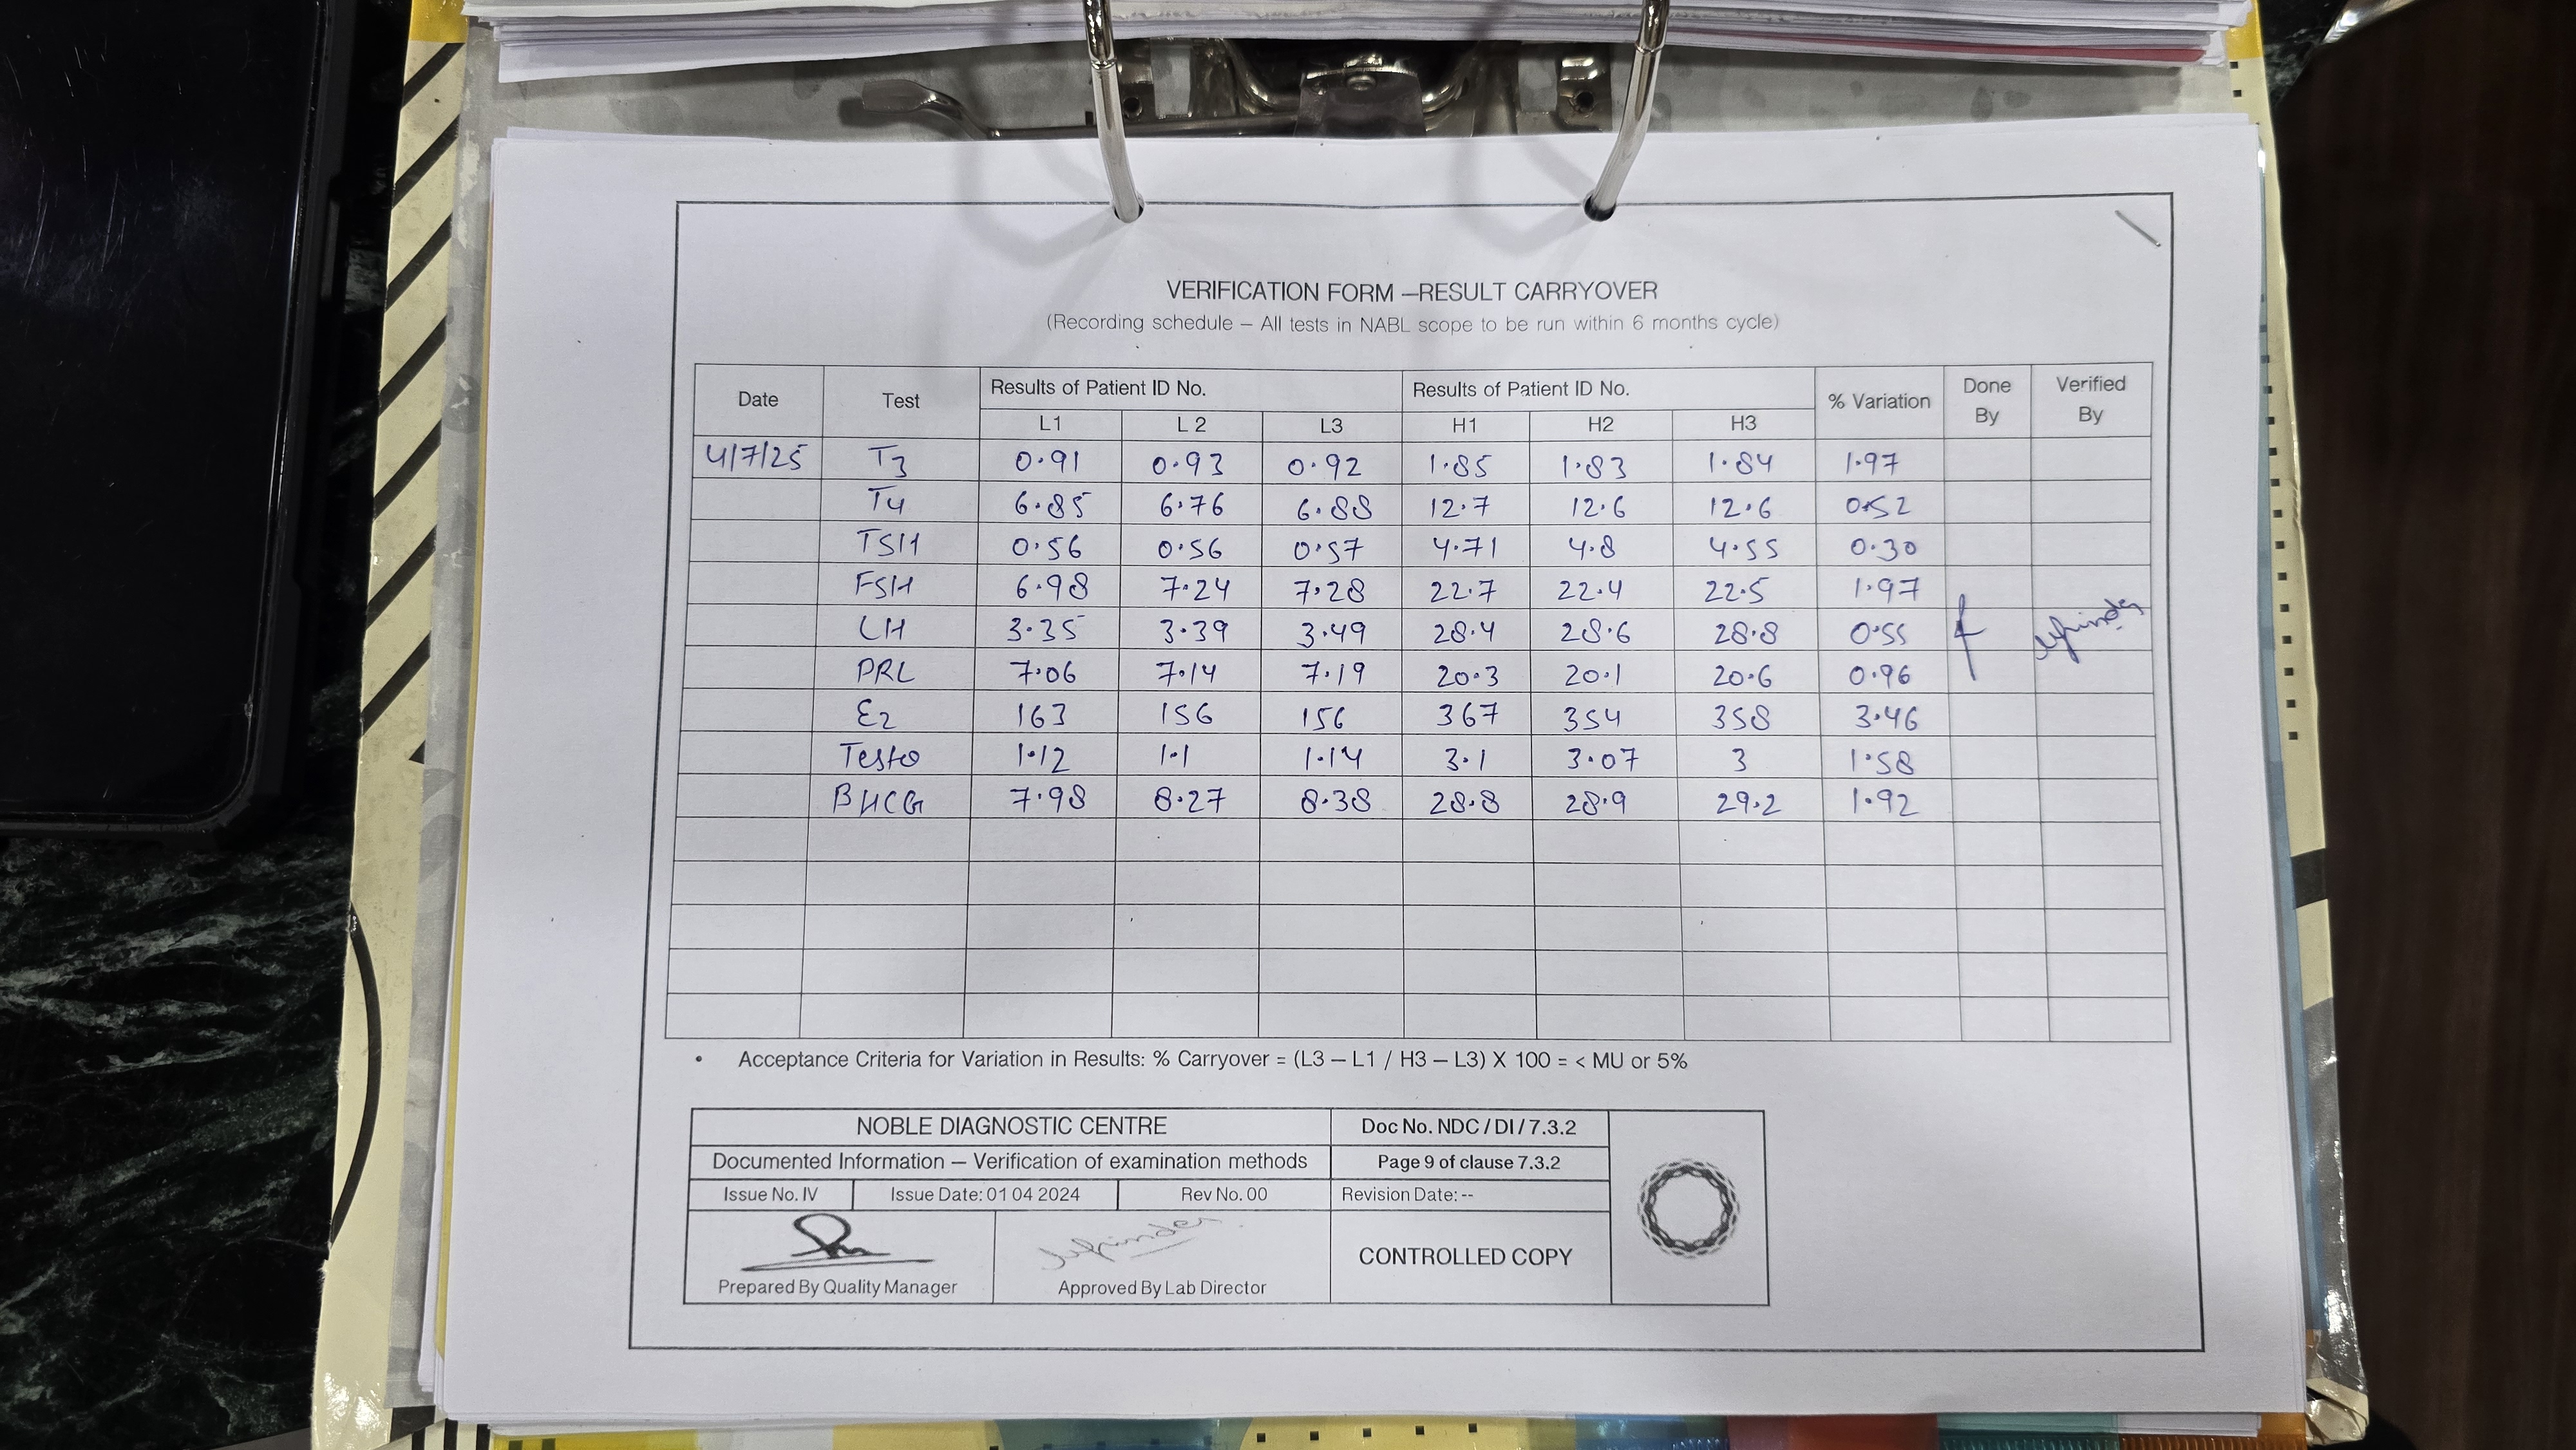 VERIFICATION FORM –RESULT CARRYOVER
(Recording schedule – All tests in NABL scope to be run within 6 months cycle)
Date Test Results of Patient ID No. Results of Patient ID No. % Variation Done By Verified By
L1 L 2 L3 H1 H2 H3
4/7/25 T3 0.91 0.93 0.92 1.85 1.83 1.84 1.97
T4 6.85 6.76 6.88 12.7 12.6 12.6 0.52
TSH 0.56 0.56 0.57 4.71 4.8 4.55 0.30
FSH 6.98 7.24 7.28 22.7 22.4 22.5 1.97
LH 3.35 3.39 3.49 28.4 28.6 28.8 0.55
PRL 7.06 7.14 7.19 20.3 20.1 20.6 0.96
E2 163 156 156 367 354 358 3.46
Testo 1.12 1.1 1.14 3.1 3.07 3 1.58
BHCG 7.98 8.27 8.38 28.8 28.9 29.2 1.92
• Acceptance Criteria for Variation in Results: % Carryover = (L3 – L1 / H3 – L3) X 100 = < MU or 5%
NOBLE DIAGNOSTIC CENTRE Doc No. NDC / DI / 7.3.2
Documented Information – Verification of examination methods Page 9 of clause 7.3.2
Issue No. IV Issue Date: 01 04 2024 Rev No. 00 Revision Date: --
Prepared By Quality Manager Approved By Lab Director CONTROLLED COPY